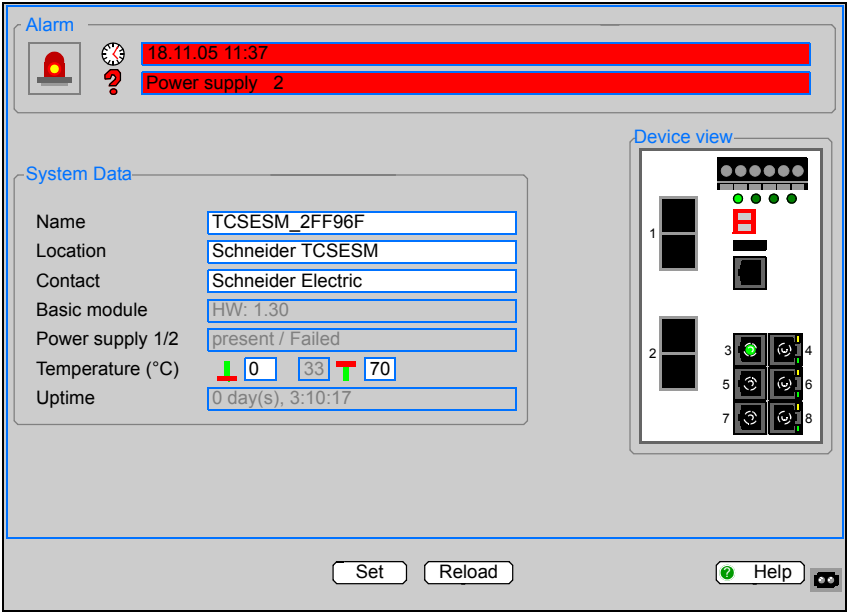 Alarm
18.11.05 11:37
Power supply 2
Device view
System Data
Name TCSESM_2FF96F
Location Schneider TCSESM
Contact Schneider Electric
Basic module HW: 1.30
Power supply 1/2 present / Failed
Temperature (°C) 0 33 70
Uptime 0 day(s), 3:10:17
1
2
3 4
5 6
7 8
Set Reload ? Help